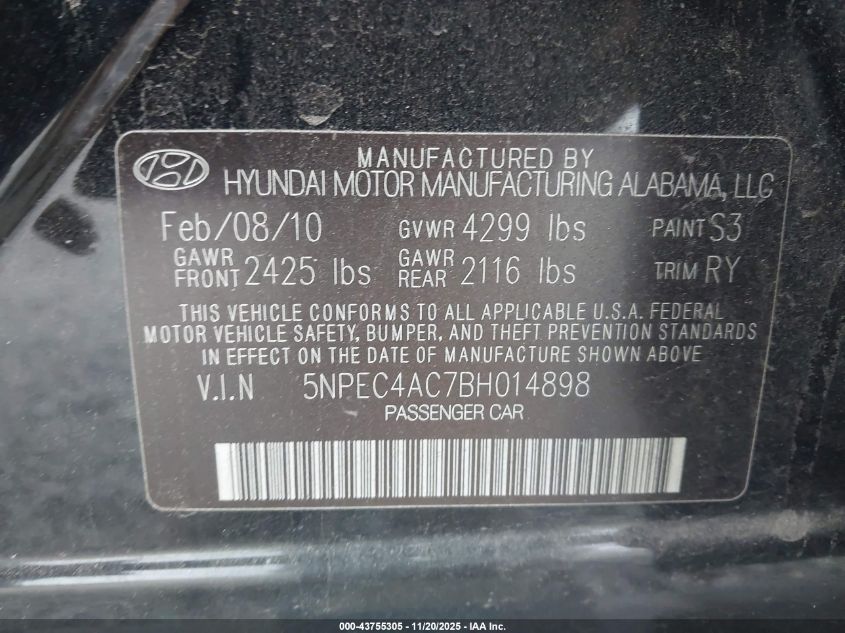 MANUFACTURED BY
HYUNDAI MOTOR MANUFACTURING ALABAMA, LLC
Feb/08/10 GVWR 4299 lbs PAINT S3
GAWR FRONT 2425 lbs GAWR REAR 2116 lbs TRIM RY
THIS VEHICLE CONFORMS TO ALL APPLICABLE U.S.A. FEDERAL
MOTOR VEHICLE SAFETY, BUMPER, AND THEFT PREVENTION STANDARDS
IN EFFECT ON THE DATE OF MANUFACTURE SHOWN ABOVE
V.I.N 5NPEC4AC7BH014898
PASSENGER CAR
000-43755305 - 11/20/2025 - IAA Inc.